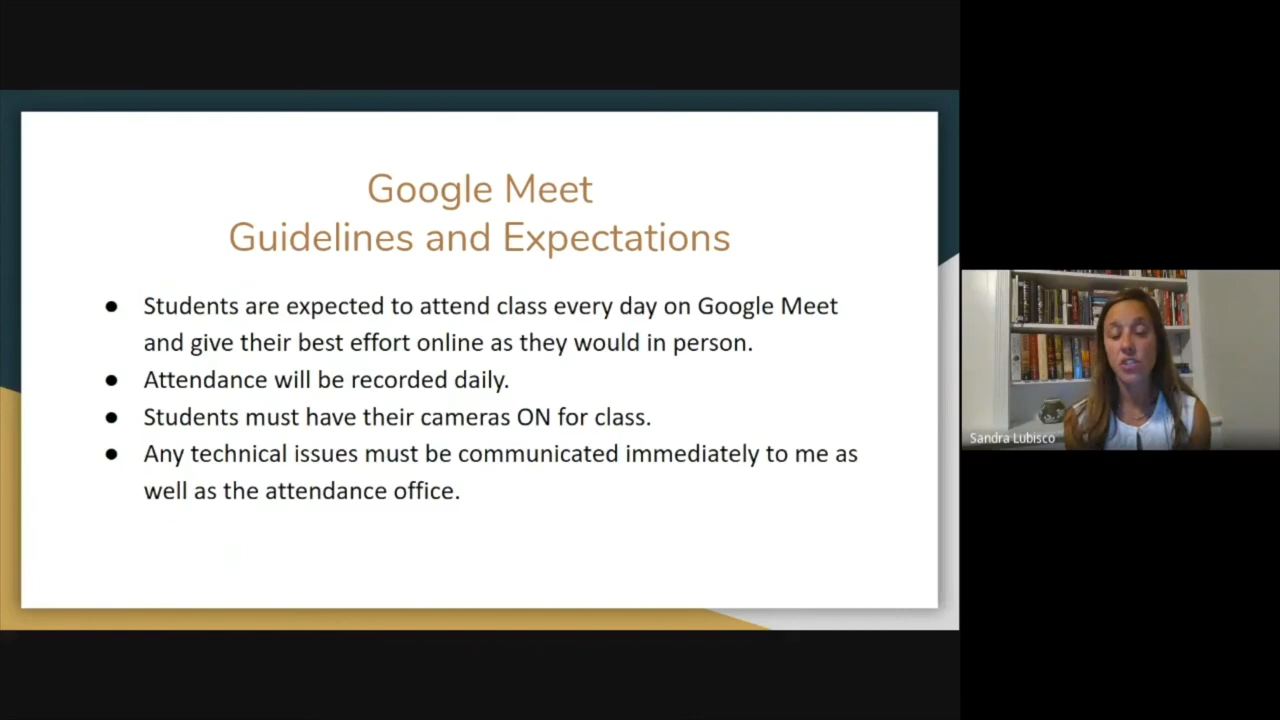 Google Meet
Guidelines and Expectations
● Students are expected to attend class every day on Google Meet
and give their best effort online as they would in person.
● Attendance will be recorded daily.
● Students must have their cameras ON for class.
● Any technical issues must be communicated immediately to me as
well as the attendance office.
Sandra Lubisco